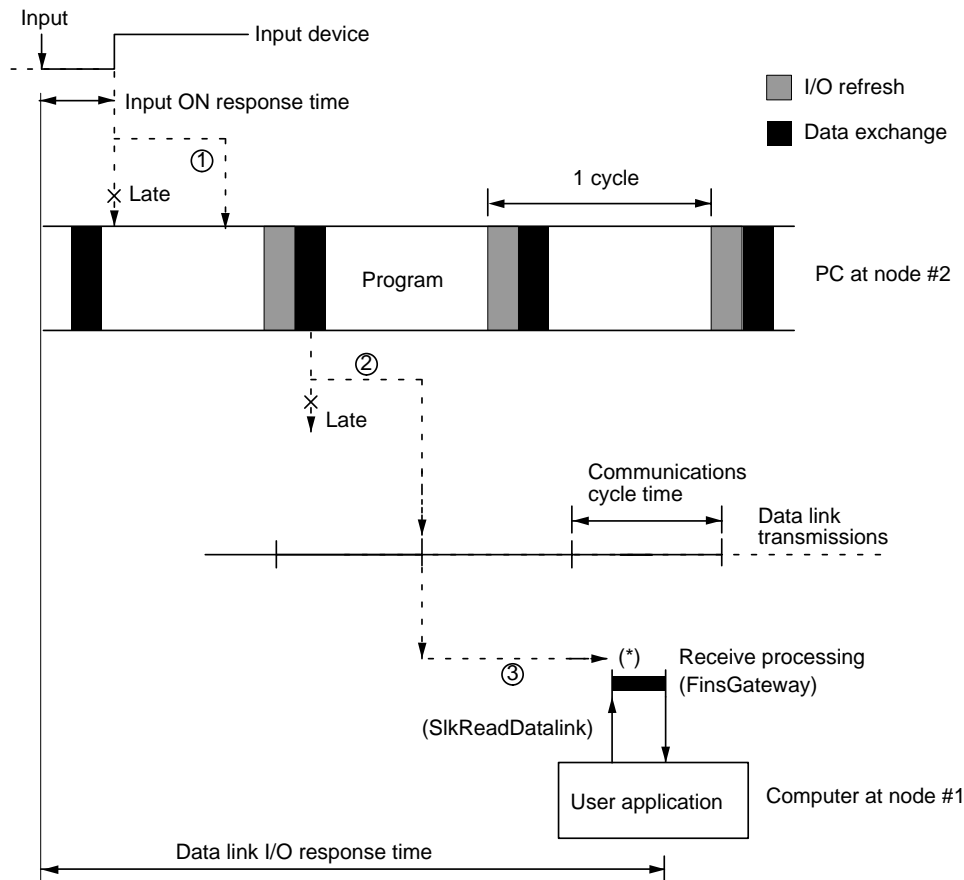 Input
Input device
Input ON response time
I/O refresh
Data exchange
①
Late
1 cycle
Program
PC at node #2
②
Late
Communications
cycle time
Data link
transmissions
③
(*)
Receive processing
(FinsGateway)
(SlkReadDatalink)
User application
Computer at node #1
Data link I/O response time